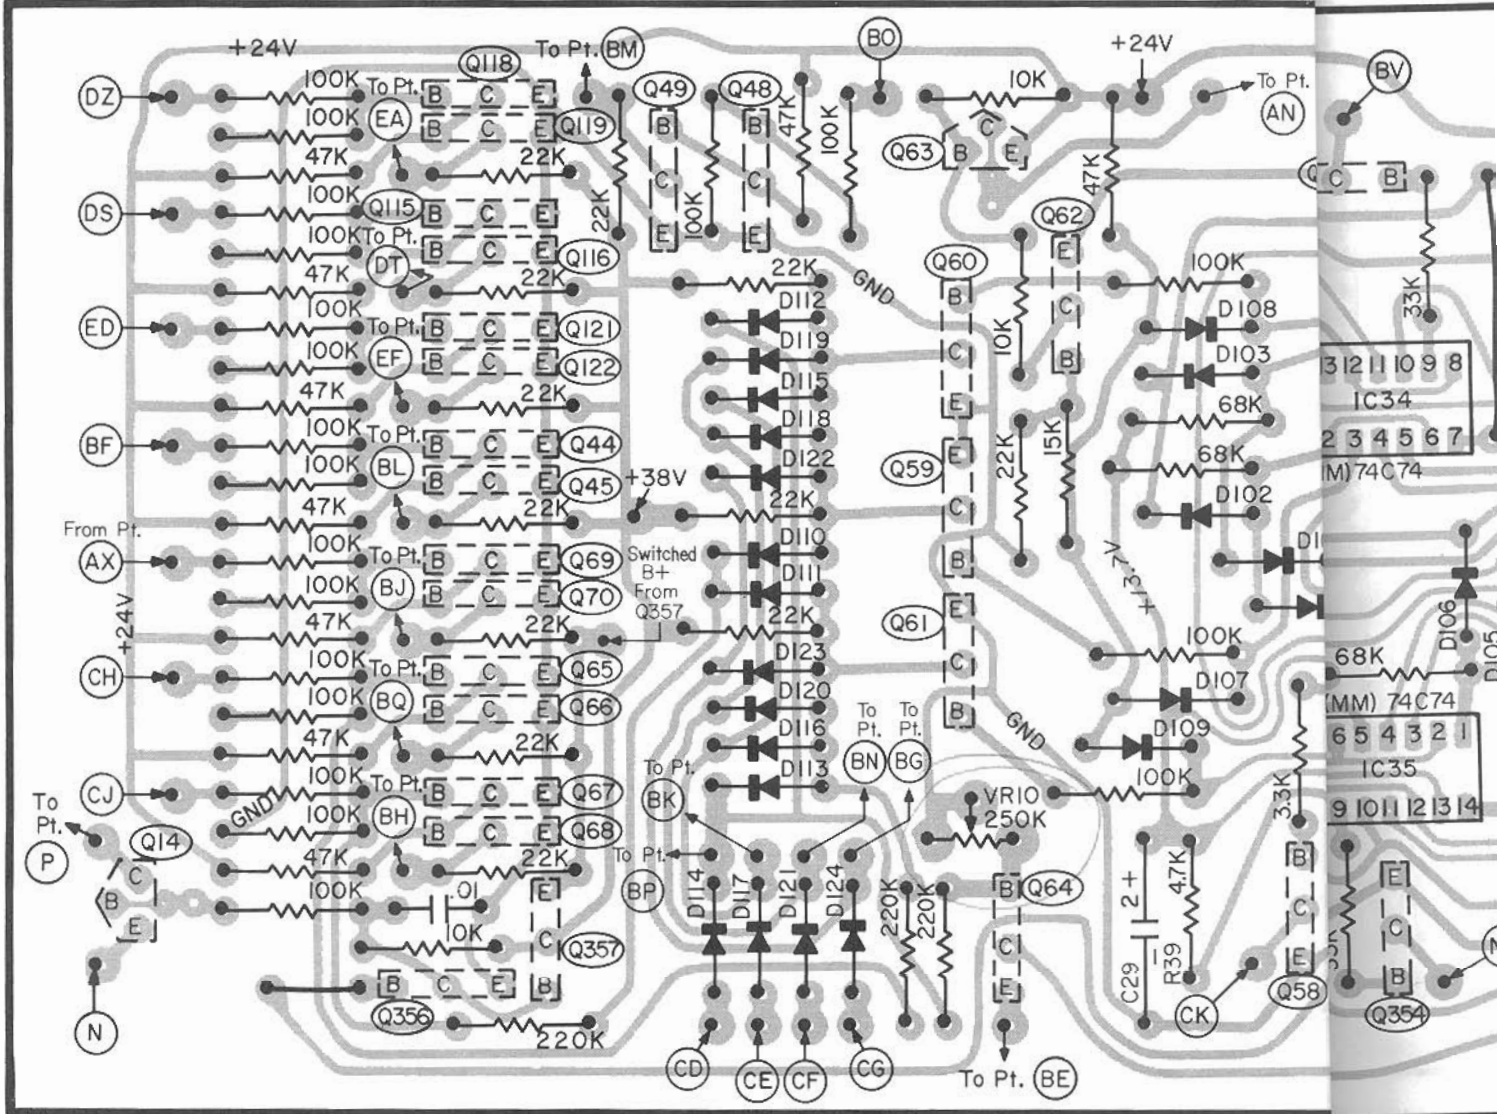 +24V
Q118
To Pt. BM
BO
+24V
DZ
100K
To Pt.
B C E
Q49
Q48
47K
100K
10K
To Pt.
AN
BV
100K
EA
B C E
Q119
B
B
Q63
C
B E
47K
22K
C
C
C B
DS
100K
Q115
B C E
22K
E
100K
E
Q62
47K
100K
To Pt.
B C E
Q116
GND
Q60
E
100K
33K
DT
47K
22K
22K
B
C
10K
D108
ED
100K
To Pt.
B C E
Q121
D112
C
B
D103
100K
EF
B C E
Q122
D119
E
13 12 11 10 9 8
IC34
2 3 4 5 6 7
(MM) 74C74
47K
22K
D115
68K
BF
100K
To Pt.
B C E
Q44
D118
Q59
E
22K
15K
68K
100K
BL
B C E
Q45
+38V
D122
C
D102
47K
22K
22K
B
From Pt.
AX
100K
To Pt.
B C E
Q69
Switched
B+
From
Q357
D110
+13.7V
100K
BJ
B C E
Q70
D111
Q61
E
D106
+24V
47K
22K
22K
C
100K
D105
CH
100K
To Pt.
B C E
Q65
D123
B
68K
100K
BQ
B C E
Q66
D120
To
Pt.
BN
To
Pt.
BG
GND
D107
(MM) 74C74
6 5 4 3 2 1
IC35
9 10 11 12 13 14
47K
22K
D116
D109
CJ
100K
To Pt.
B C E
Q67
To Pt.
BK
D113
100K
3.3K
GND
100K
BH
B C E
Q68
VR10
250K
To
Pt.
P
Q14
47K
22K
To Pt.
BP
C
B
E
100K
.01
E
C
B
Q357
D114
D117
D121
D124
220K
220K
B
C
E
Q64
2 +
−
C29
4.7K
R39
B
C
E
Q58
E
C
B
Q354
10K
N
B C E
Q356
220K
CD
CE
CF
CG
To Pt. BE
CK